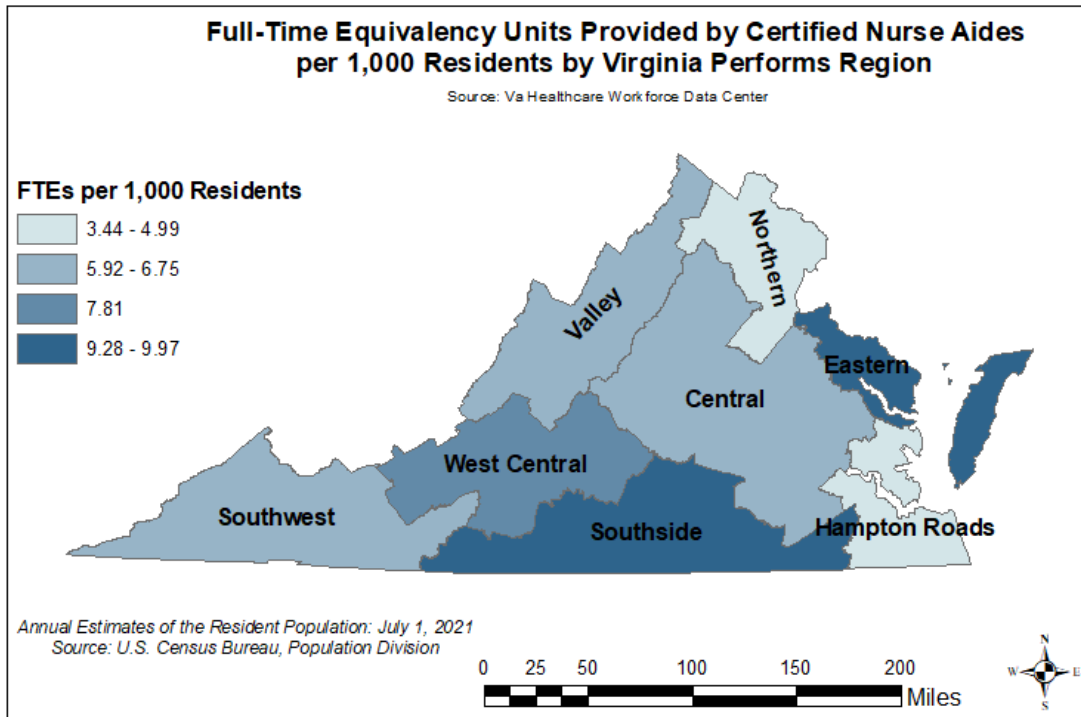 Full-Time Equivalency Units Provided by Certified Nurse Aides
per 1,000 Residents by Virginia Performs Region
Source: Va Healthcare Workforce Data Center
FTEs per 1,000 Residents
3.44 - 4.99
5.92 - 6.75
7.81
9.28 - 9.97
Northern
Valley
Eastern
Central
West Central
Southwest
Southside
Hampton Roads
Annual Estimates of the Resident Population: July 1, 2021
Source: U.S. Census Bureau, Population Division
0 25 50 100 150 200
Miles
N
W E
S